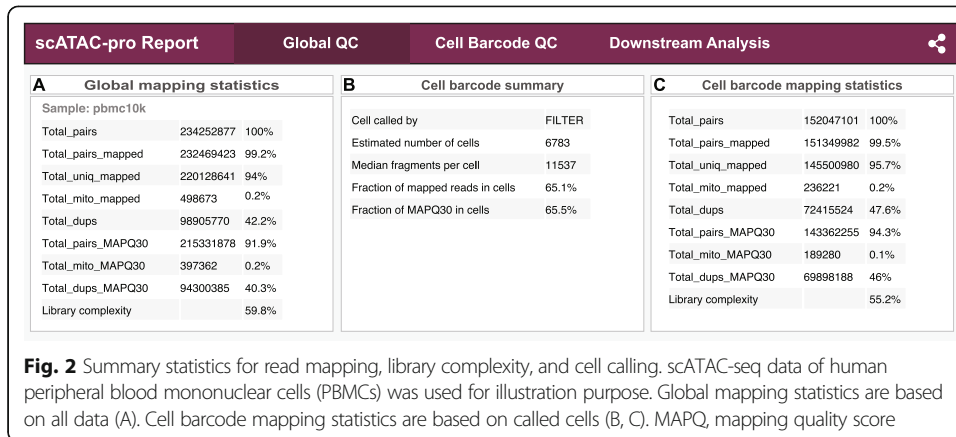 scATAC-pro Report Global QC Cell Barcode QC Downstream Analysis
A Global mapping statistics
Sample: pbmc10k
Total_pairs 234252877 100%
Total_pairs_mapped 232469423 99.2%
Total_uniq_mapped 220128641 94%
Total_mito_mapped 498673 0.2%
Total_dups 98905770 42.2%
Total_pairs_MAPQ30 215331878 91.9%
Total_mito_MAPQ30 397362 0.2%
Total_dups_MAPQ30 94300385 40.3%
Library complexity 59.8%
B Cell barcode summary
Cell called by FILTER
Estimated number of cells 6783
Median fragments per cell 11537
Fraction of mapped reads in cells 65.1%
Fraction of MAPQ30 in cells 65.5%
C Cell barcode mapping statistics
Total_pairs 152047101 100%
Total_pairs_mapped 151349982 99.5%
Total_uniq_mapped 145500980 95.7%
Total_mito_mapped 236221 0.2%
Total_dups 72415524 47.6%
Total_pairs_MAPQ30 143362255 94.3%
Total_mito_MAPQ30 189280 0.1%
Total_dups_MAPQ30 69898188 46%
Library complexity 55.2%
Fig. 2 Summary statistics for read mapping, library complexity, and cell calling. scATAC-seq data of human
peripheral blood mononuclear cells (PBMCs) was used for illustration purpose. Global mapping statistics are based
on all data (A). Cell barcode mapping statistics are based on called cells (B, C). MAPQ, mapping quality score